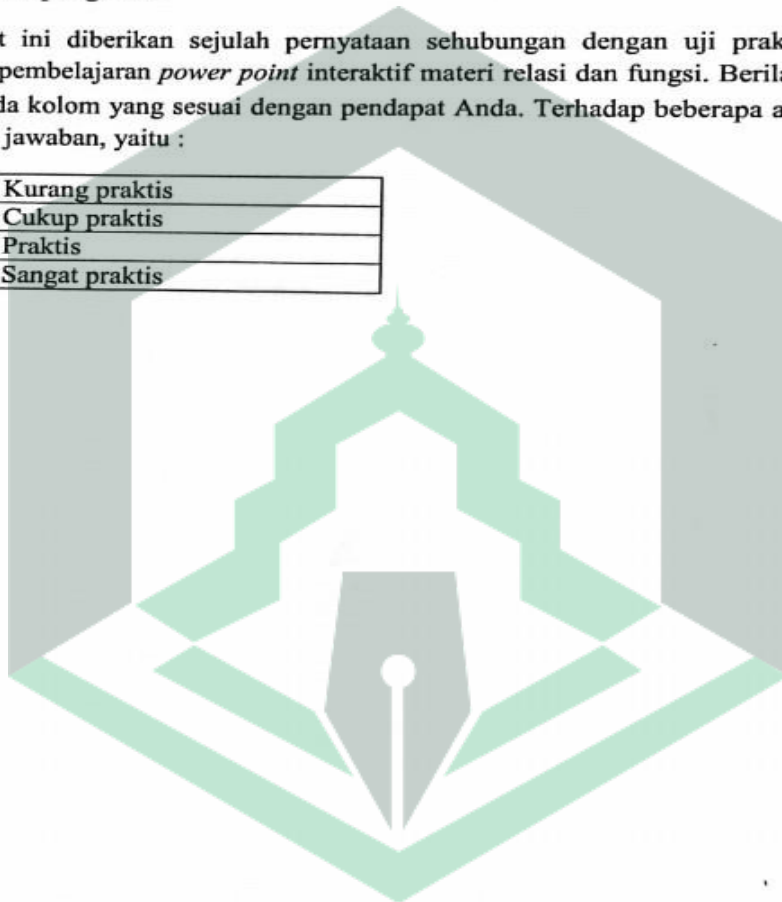 t ini diberikan sejulah pernyataan sehubungan dengan uji prak
pembelajaran power point interaktif materi relasi dan fungsi. Beril
da kolom yang sesuai dengan pendapat Anda. Terhadap beberapa a
jawaban, yaitu :
Kurang praktis
Cukup praktis
Praktis
Sangat praktis